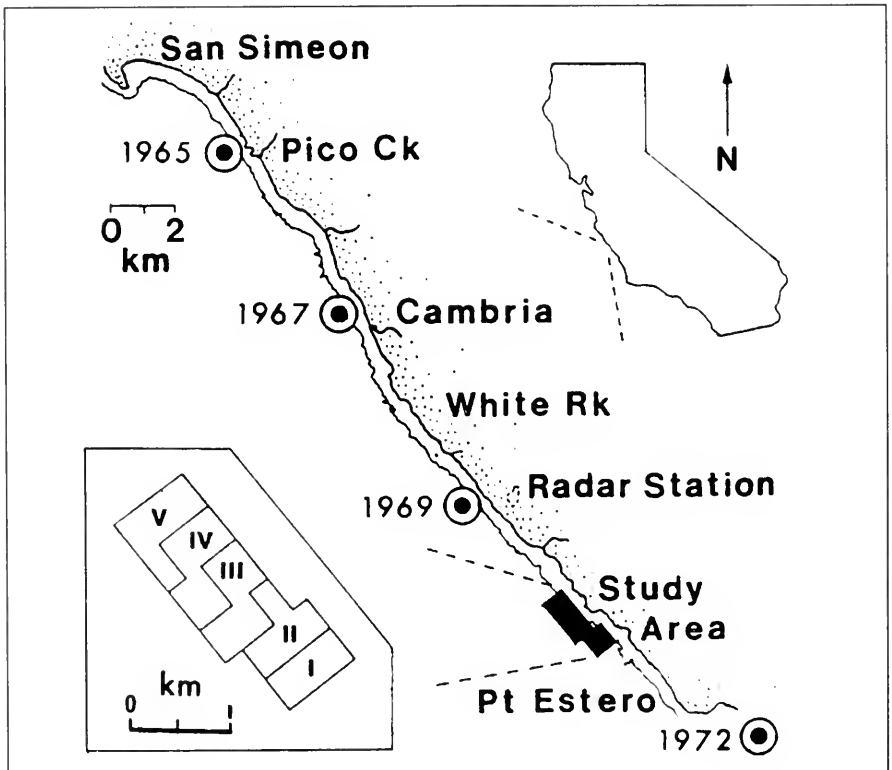 San Simeon
1965
Pico Ck
N
0 2
km
1967
Cambria
White Rk
1969
Radar Station
V
IV
III
II
I
km
0 1
Study
Area
Pt Estero
1972